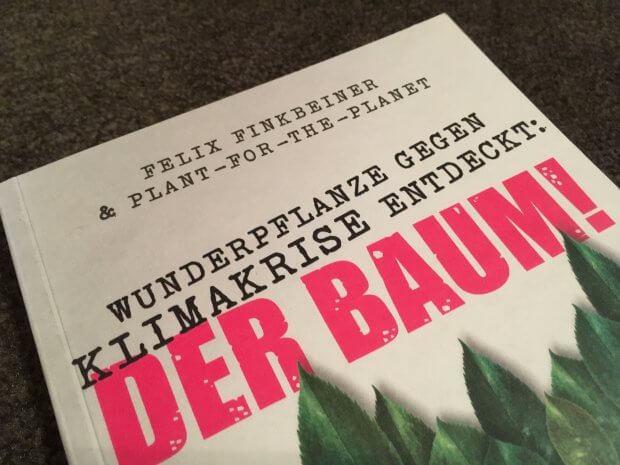 FELIX FINKBEINER
& PLANT-FOR-THE-PLANET
WUNDERPFLANZE GEGEN
KLIMAKRISE ENTDECKT:
DER BAUM!